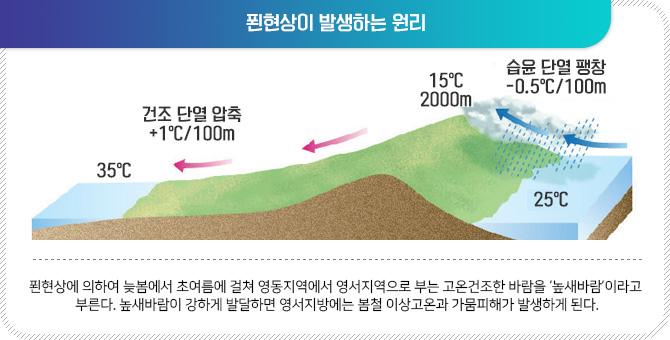 푄현상이 발생하는 원리
습윤 단열 팽창
-0.5℃/100m
15℃
2000m
건조 단열 압축
+1℃/100m
35℃
25℃
푄현상에 의하여 늦봄에서 초여름에 걸쳐 영동지역에서 영서지역으로 부는 고온건조한 바람을 '높새바람'이라고
부른다. 높새바람이 강하게 발달하면 영서지방에는 봄철 이상고온과 가뭄피해가 발생하게 된다.